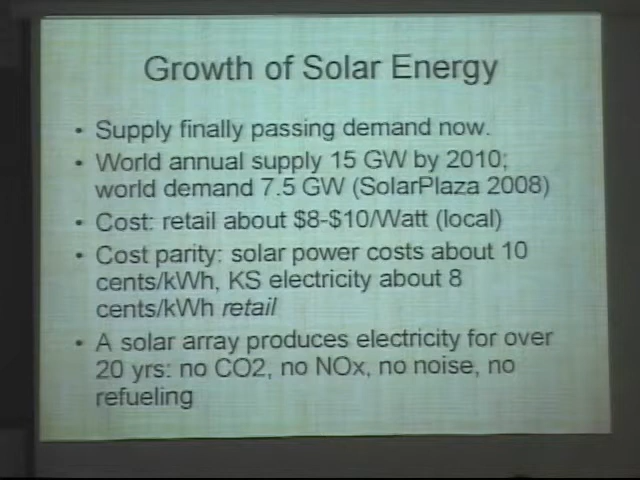 Growth of Solar Energy
• Supply finally passing demand now.
• World annual supply 15 GW by 2010;
world demand 7.5 GW (SolarPlaza 2008)
• Cost: retail about $8-$10/Watt (local)
• Cost parity: solar power costs about 10
cents/kWh, KS electricity about 8
cents/kWh retail
• A solar array produces electricity for over
20 yrs: no CO2, no NOx, no noise, no
refueling